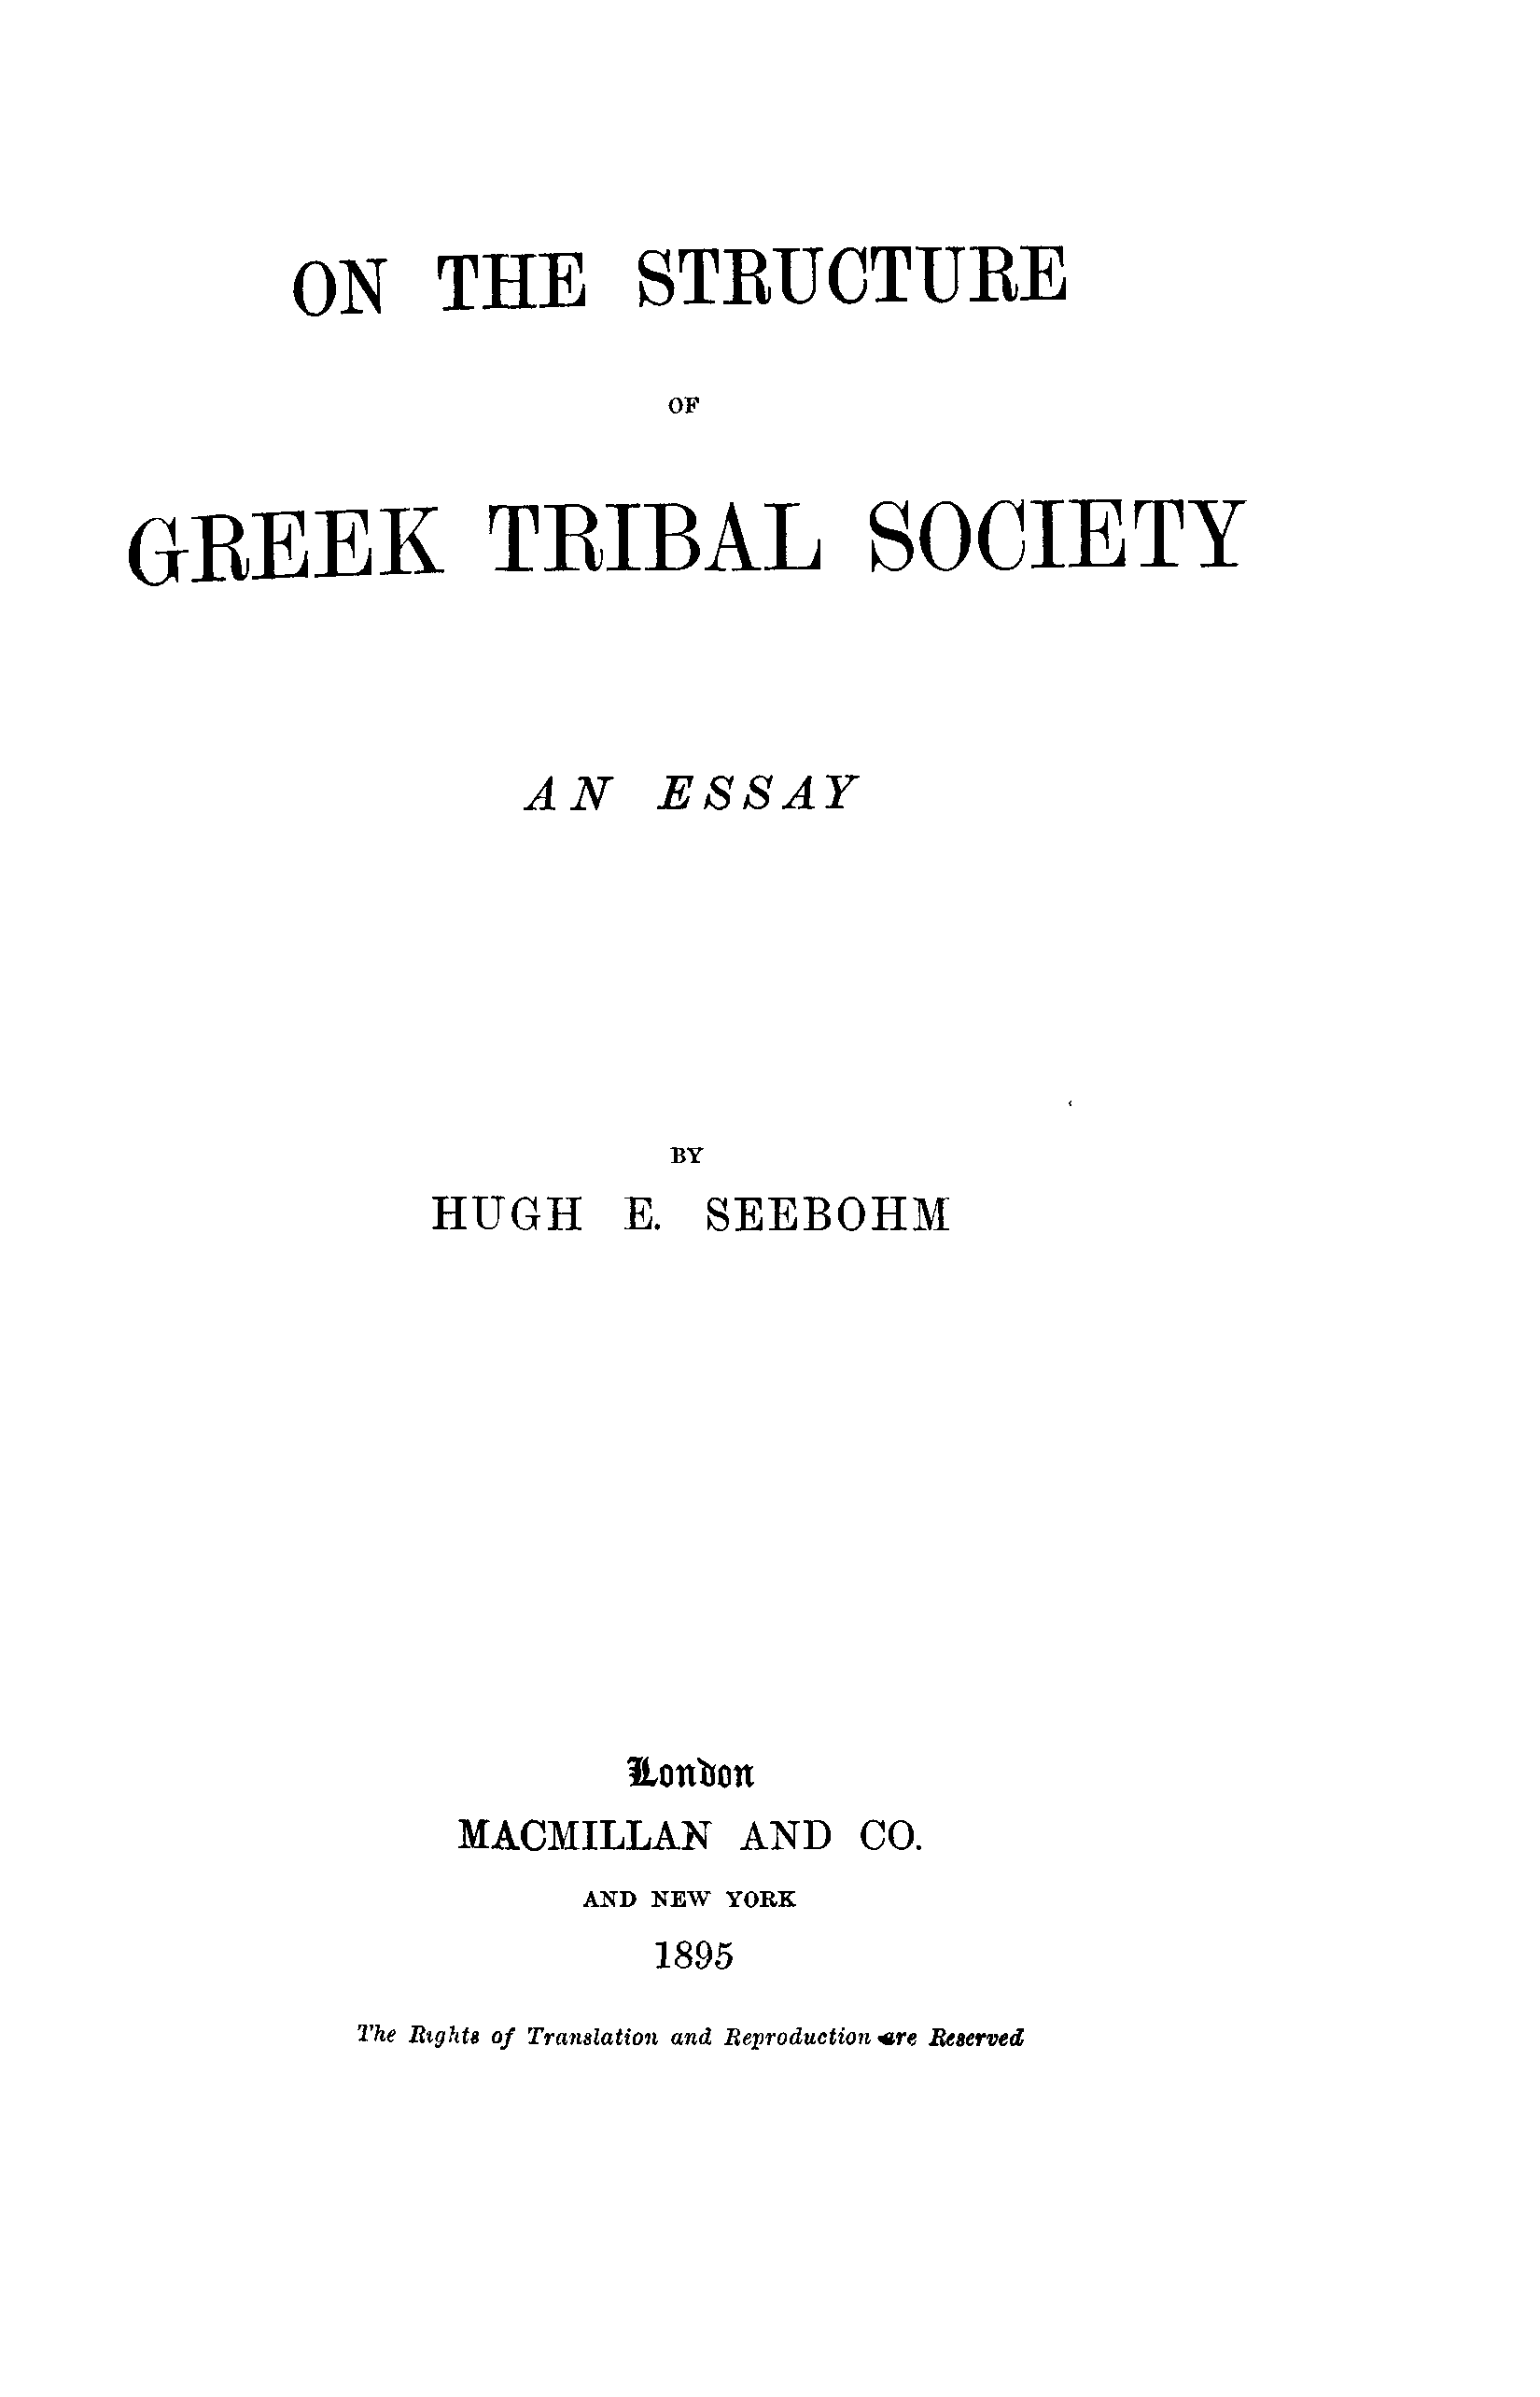 ON THE STRUCTURE
OF
GREEK TRIBAL SOCIETY
AN ESSAY
BY
HUGH E. SEEBOHM
London
MACMILLAN AND CO.
AND NEW YORK
1895
The Rights of Translation and Reproduction are Reserved